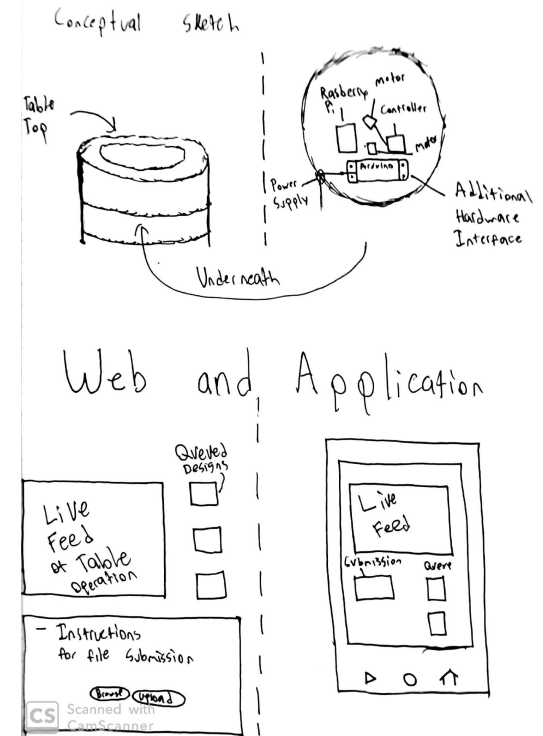 Conceptual Sketch
Table
Top
Rasberry
Pi
motor
Controller
motor
Arduino
Power
Supply
Additional
Hardware
Interface
Underneath
Web and Application
Queued
Designs
Live
Feed
of Table
operation
- Instructions
for file submission
Browse
upload
Live
Feed
Submission
Queue
CS Scanned with
CamScanner